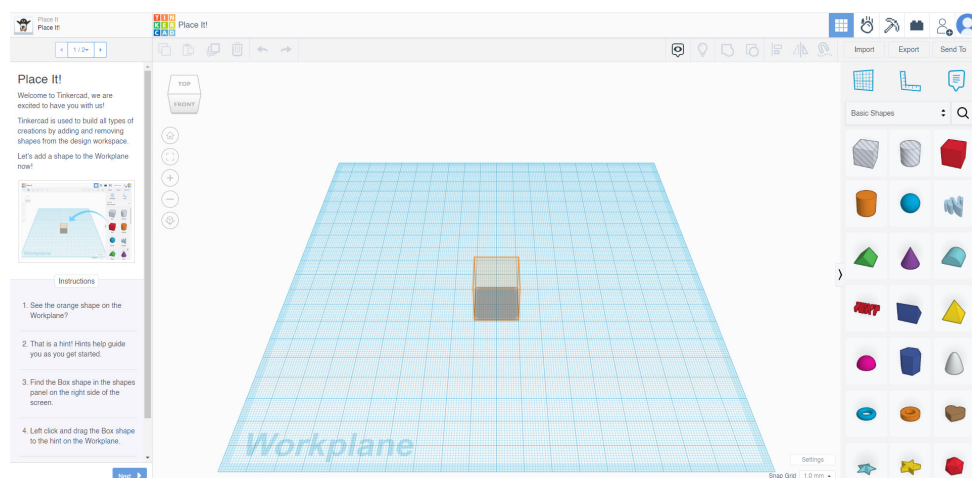 Place It
Place It!
TIN
KER
CAD
Place It!
1 / 2
Import
Export
Send To
Place It!
Welcome to Tinkercad, we are
excited to have you with us!
Tinkercad is used to build all types of
creations by adding and removing
shapes from the design workspace.
Let's add a shape to the Workplane
now!
TOP
FRONT
Basic Shapes
Workplane
Instructions
1. See the orange shape on the
Workplane?
2. That is a hint! Hints help guide
you as you get started.
3. Find the Box shape in the shapes
panel on the right side of the
screen.
4. Left click and drag the Box shape
to the hint on the Workplane.
Next
Workplane
Settings
Snap Grid 1.0 mm